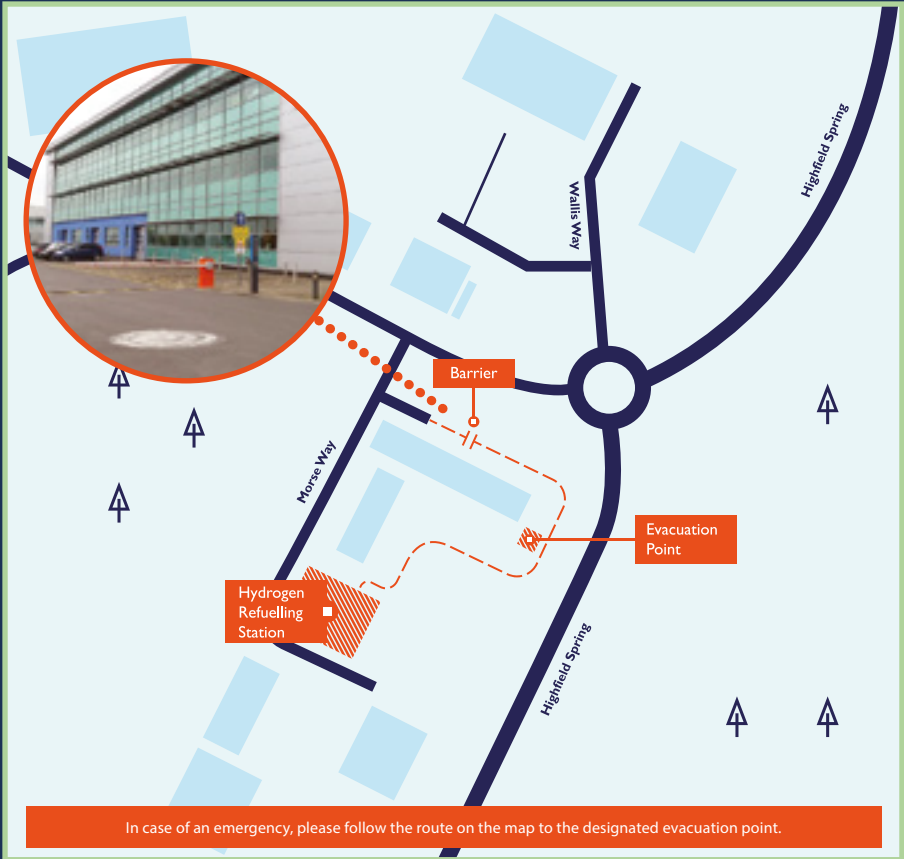 Highfield Spring
Wallis Way
Barrier
Morse Way
Evacuation
Point
Hydrogen
Refuelling
Station
Highfield Spring
In case of an emergency, please follow the route on the map to the designated evacuation point.